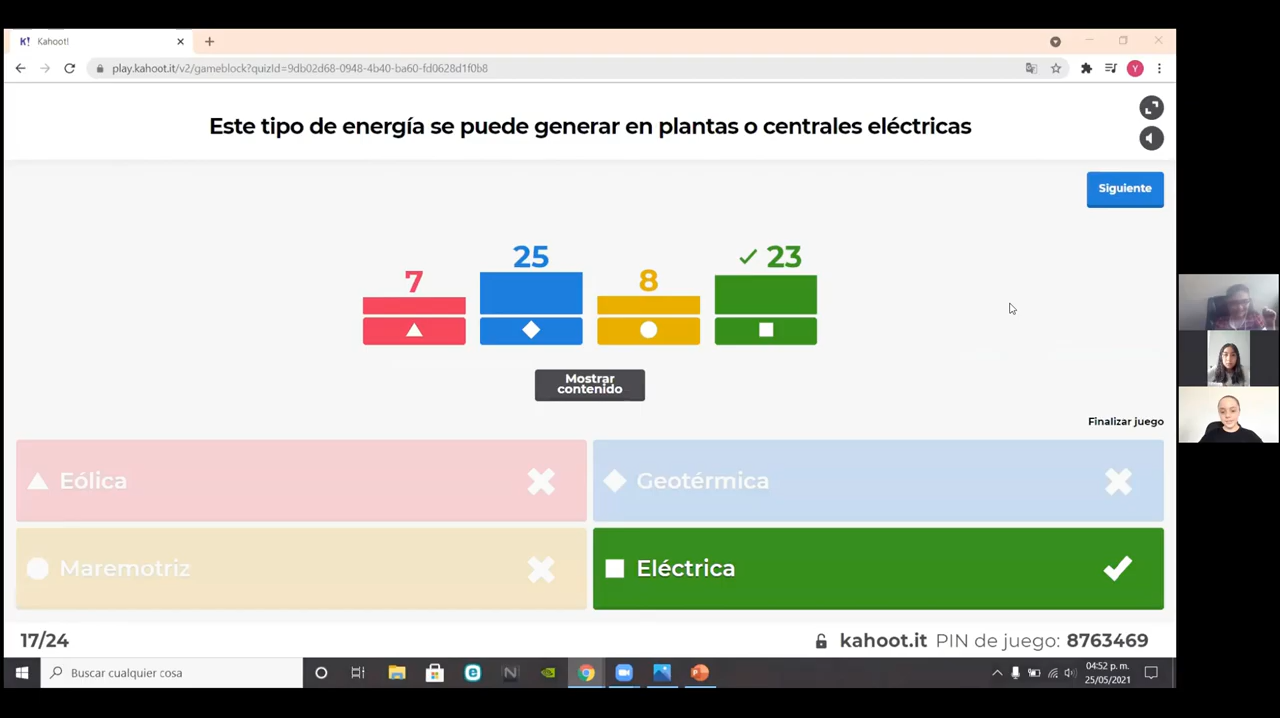 Kahoot!
play.kahoot.it/v2/gameblock?quizId=9db02d68-0948-4b40-ba60-fd0628d1f0b8
Y
Este tipo de energía se puede generar en plantas o centrales eléctricas
Siguiente
7
25
8
23
Mostrar
contenido
Finalizar juego
Eólica
Geotérmica
Maremotriz
Eléctrica
17/24
kahoot.it PIN de juego: 8763469
Buscar cualquier cosa
04:52 p. m.
25/05/2021